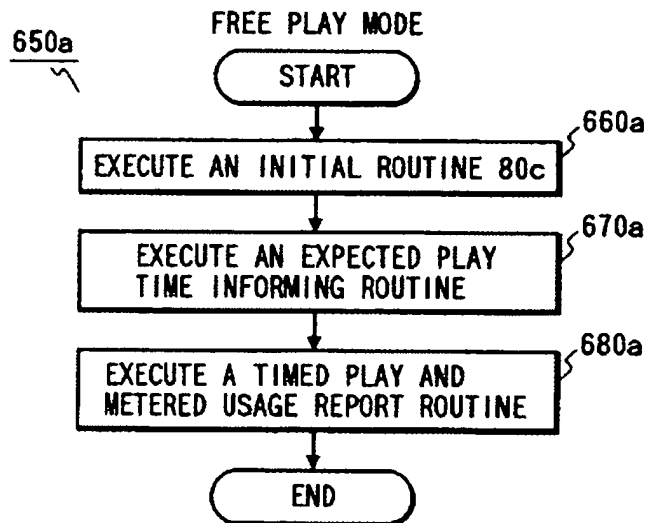 FREE PLAY MODE
650a
START
660a
EXECUTE AN INITIAL ROUTINE 80c
670a
EXECUTE AN EXPECTED PLAY
TIME INFORMING ROUTINE
680a
EXECUTE A TIMED PLAY AND
METERED USAGE REPORT ROUTINE
END